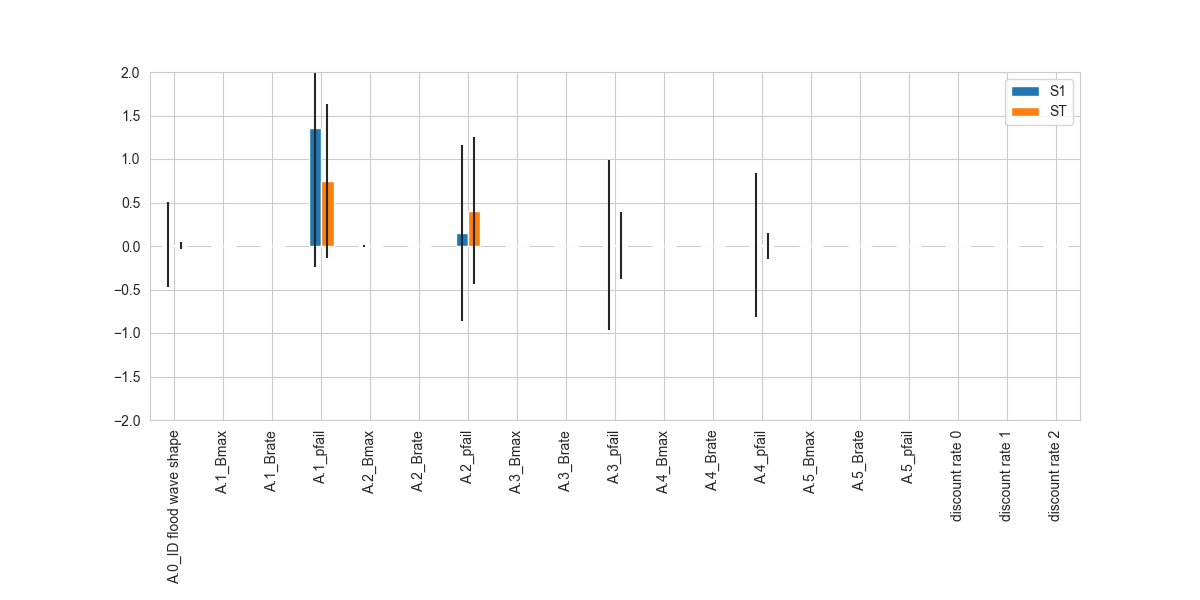 2.0
1.5
1.0
0.5
0.0
−0.5
−1.0
−1.5
−2.0
S1
ST
A.0_ID flood wave shape
A.1_Bmax
A.1_Brate
A.1_pfail
A.2_Bmax
A.2_Brate
A.2_pfail
A.3_Bmax
A.3_Brate
A.3_pfail
A.4_Bmax
A.4_Brate
A.4_pfail
A.5_Bmax
A.5_Brate
A.5_pfail
discount rate 0
discount rate 1
discount rate 2